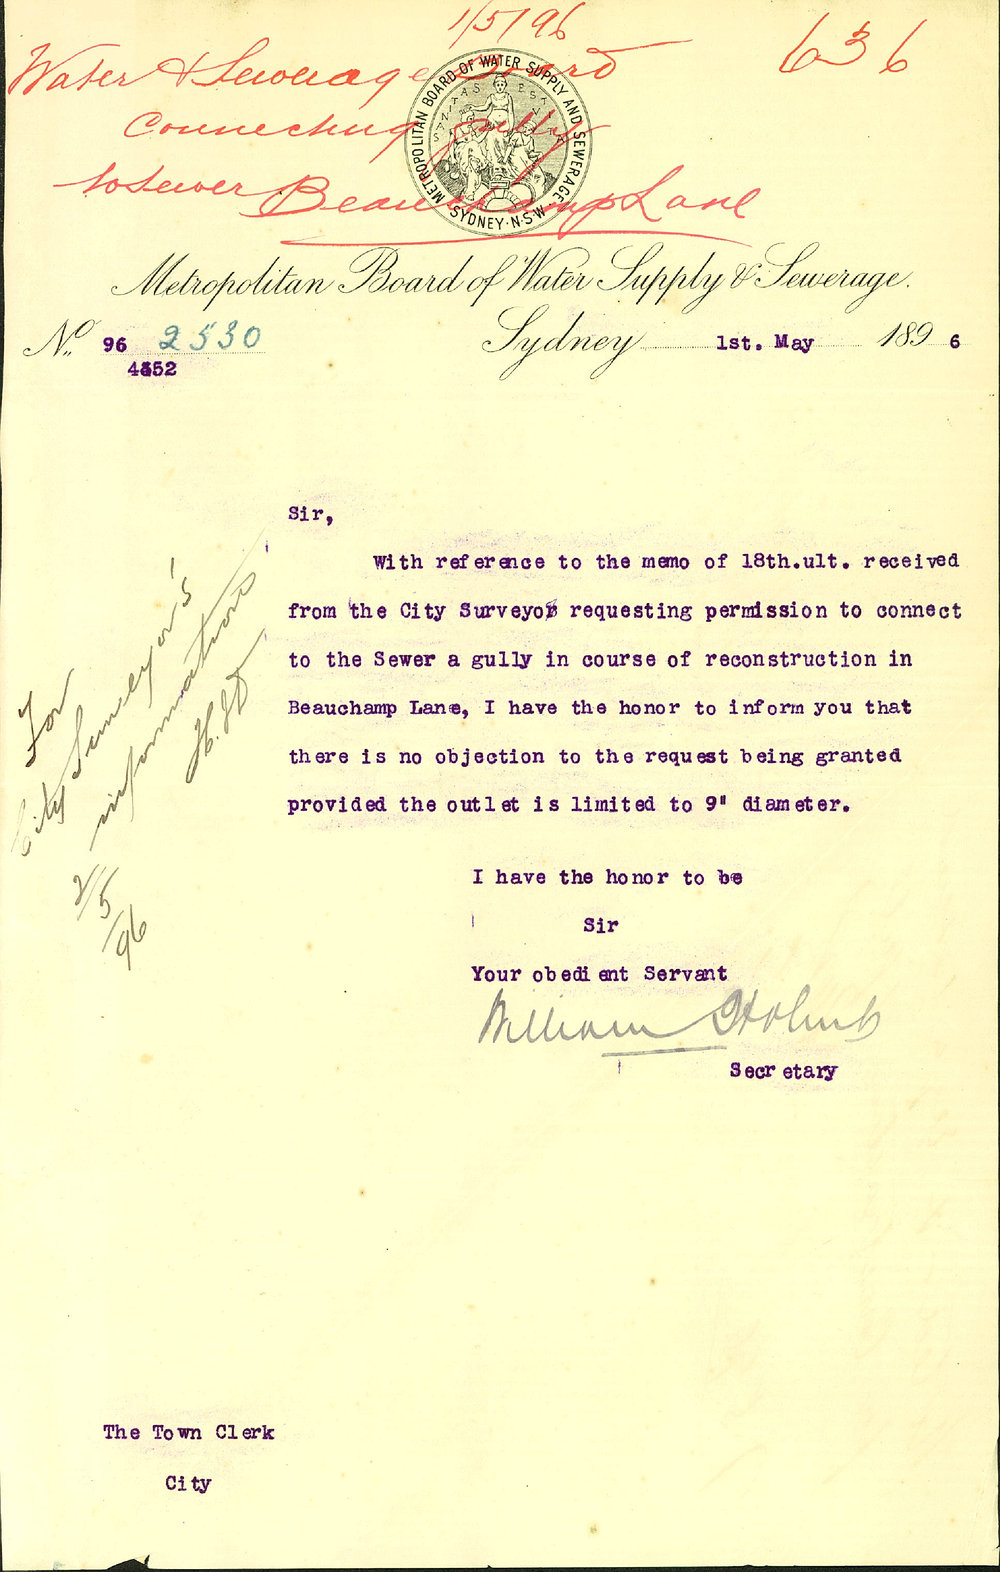 1/5/96
636
Water & Sewerage Board
Connecting gully
to Sewer Beauchamp Lane
METROPOLITAN BOARD OF WATER SUPPLY AND SEWERAGE.
SYDNEY·N·S·W·
SANITAS
Metropolitan Board of Water Supply & Sewerage.
No. 96 2530
4452
Sydney 1st. May 1896
Sir,
With reference to the memo of 18th.ult. received
from the City Surveyor requesting permission to connect
to the Sewer a gully in course of reconstruction in
Beauchamp Lane, I have the honor to inform you that
there is no objection to the request being granted
provided the outlet is limited to 9" diameter.
I have the honor to be
Sir
Your obedient Servant
William Holmes
Secretary
For
City Surveyor's
information
2/5/96
The Town Clerk
City